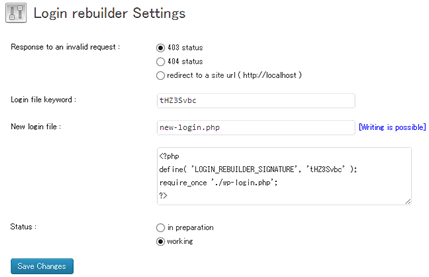 Login rebuilder Settings
Response to an invalid request :
403 status
404 status
redirect to a site url ( http://localhost )
Login file keyword :
tHZ3Svbc
New login file :
new-login.php
[Writing is possible]
<?php
define( 'LOGIN_REBUILDER_SIGNATURE', 'tHZ3Svbc' );
require_once './wp-login.php';
?>
Status :
in preparation
working
Save Changes